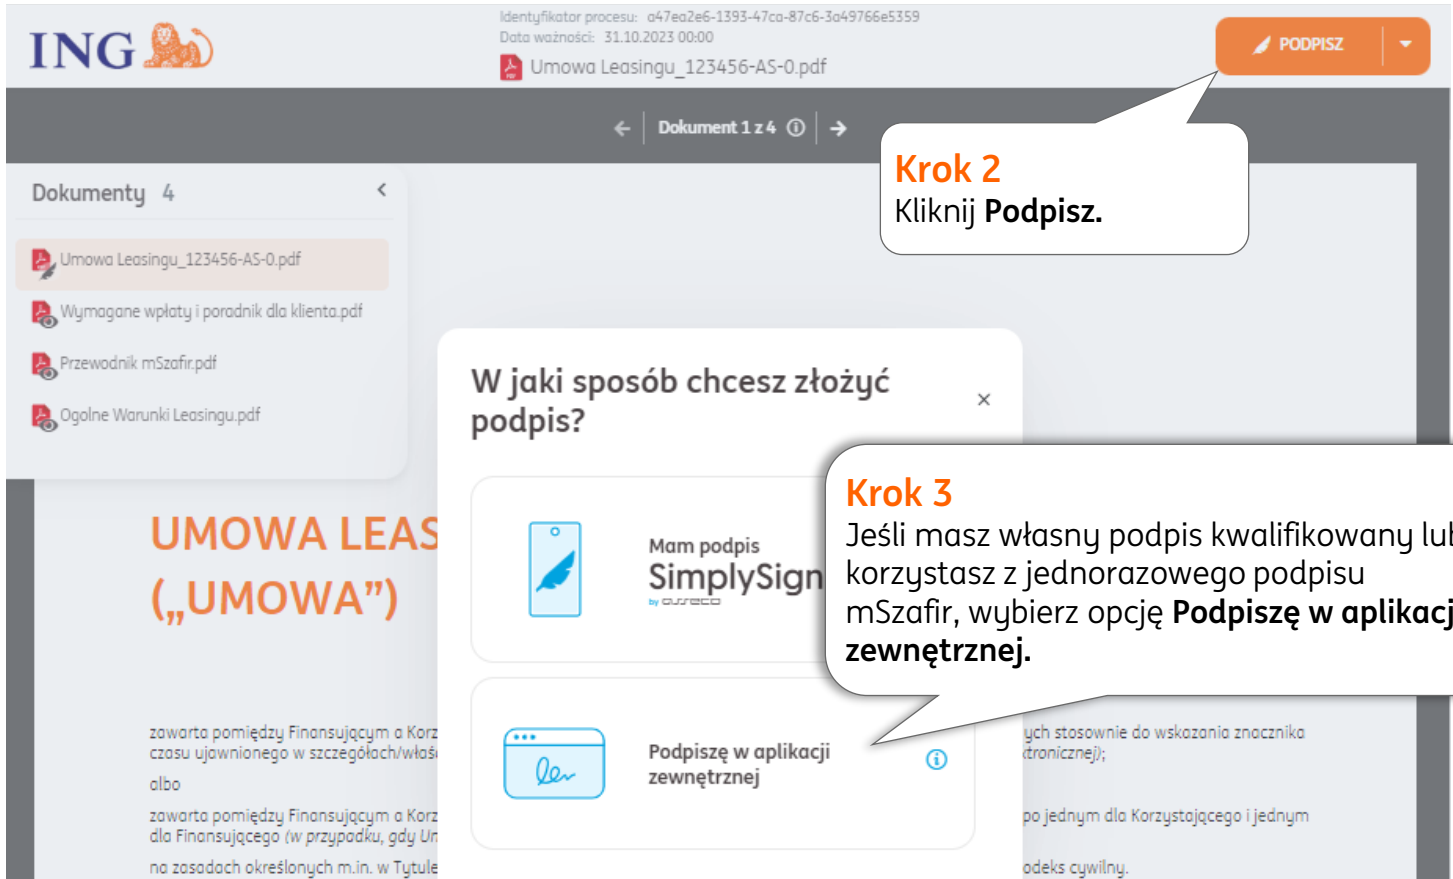 ING
Identyfikator procesu: a47ea2e6-1393-47ca-87c6-3a49766e5359
Data ważności: 31.10.2023 00:00
Umowa Leasingu_123456-AS-0.pdf
PODPISZ
Dokument 1 z 4
Krok 2
Kliknij Podpisz.
Dokumenty 4
Umowa Leasingu_123456-AS-0.pdf
Wymagane wpłaty i poradnik dla klienta.pdf
Przewodnik mSzafir.pdf
Ogolne Warunki Leasingu.pdf
W jaki sposób chcesz złożyć
podpis?
Mam podpis
SimplySign
by asseco
Krok 3
Jeśli masz własny podpis kwalifikowany lub
korzystasz z jednorazowego podpisu
mSzafir, wybierz opcję Podpiszę w aplikacj
zewnętrznej.
Podpiszę w aplikacji
zewnętrznej
UMOWA LEAS
(„UMOWA”)
zawarta pomiędzy Finansującym a Korz ych stosownie do wskazania znacznika
czasu ujawnionego w szczegółach/właś ktronicznej);
albo
zawarta pomiędzy Finansującym a Korz po jednym dla Korzystającego i jednym
dla Finansującego (w przypadku, gdy Um
na zasadach określonych m.in. w Tytule odeks cywilny.